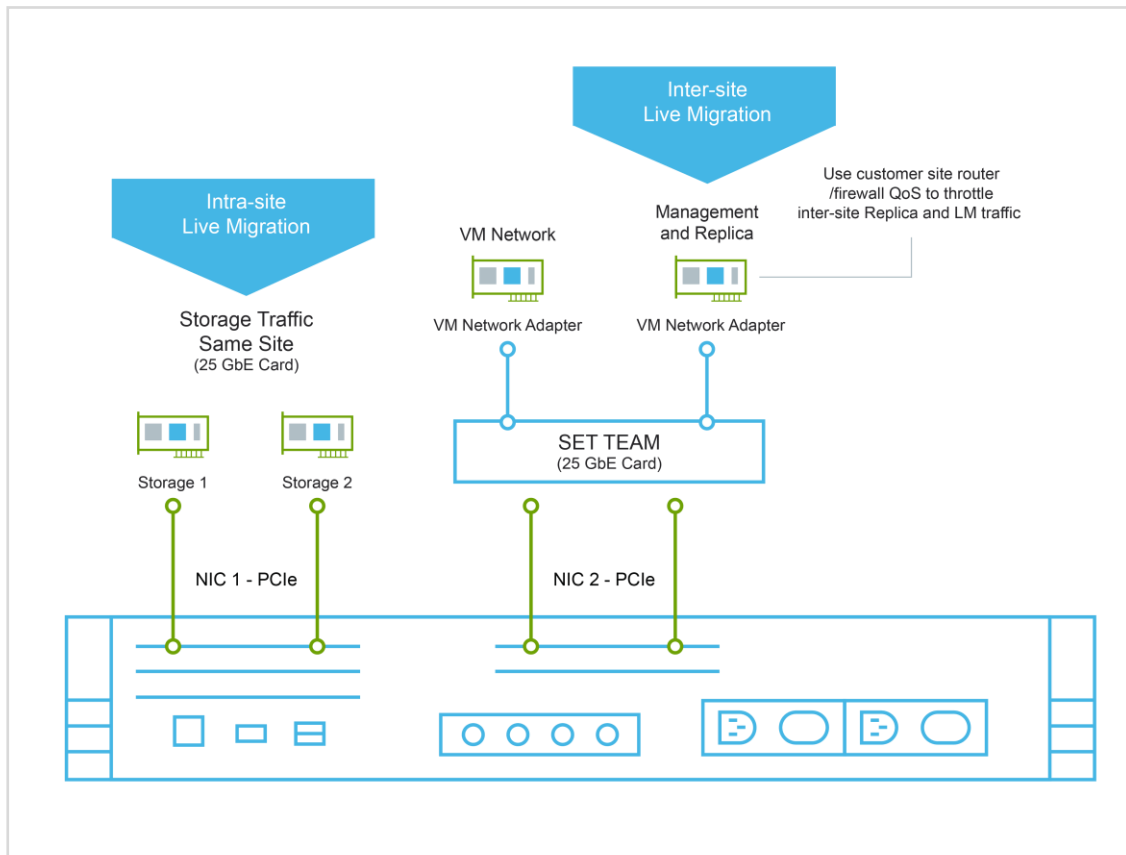 Inter-site
Live Migration
Use customer site router
/firewall QoS to throttle
inter-site Replica and LM traffic
Intra-site
Live Migration
Management
and Replica
VM Network
Storage Traffic
Same Site
(25 GbE Card)
VM Network Adapter
VM Network Adapter
SET TEAM
(25 GbE Card)
Storage 1
Storage 2
NIC 1 - PCIe
NIC 2 - PCIe